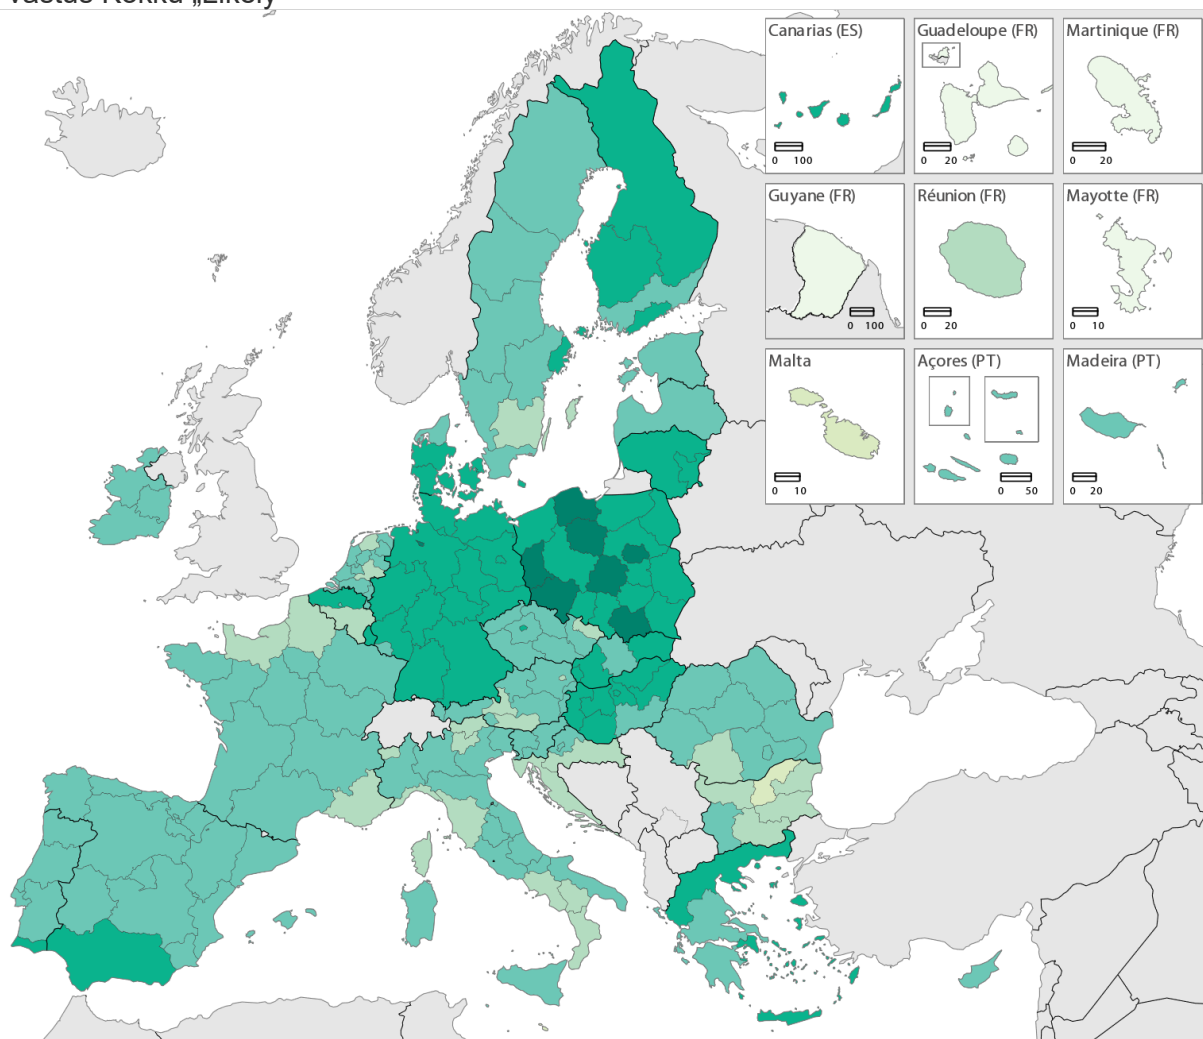 Canarias (ES)
0 100
Guadeloupe (FR)
0 20
Martinique (FR)
0 20
Guyane (FR)
0 100
Réunion (FR)
0 20
Mayotte (FR)
0 10
Malta
0 10
Açores (PT)
0 50
Madeira (PT)
0 20